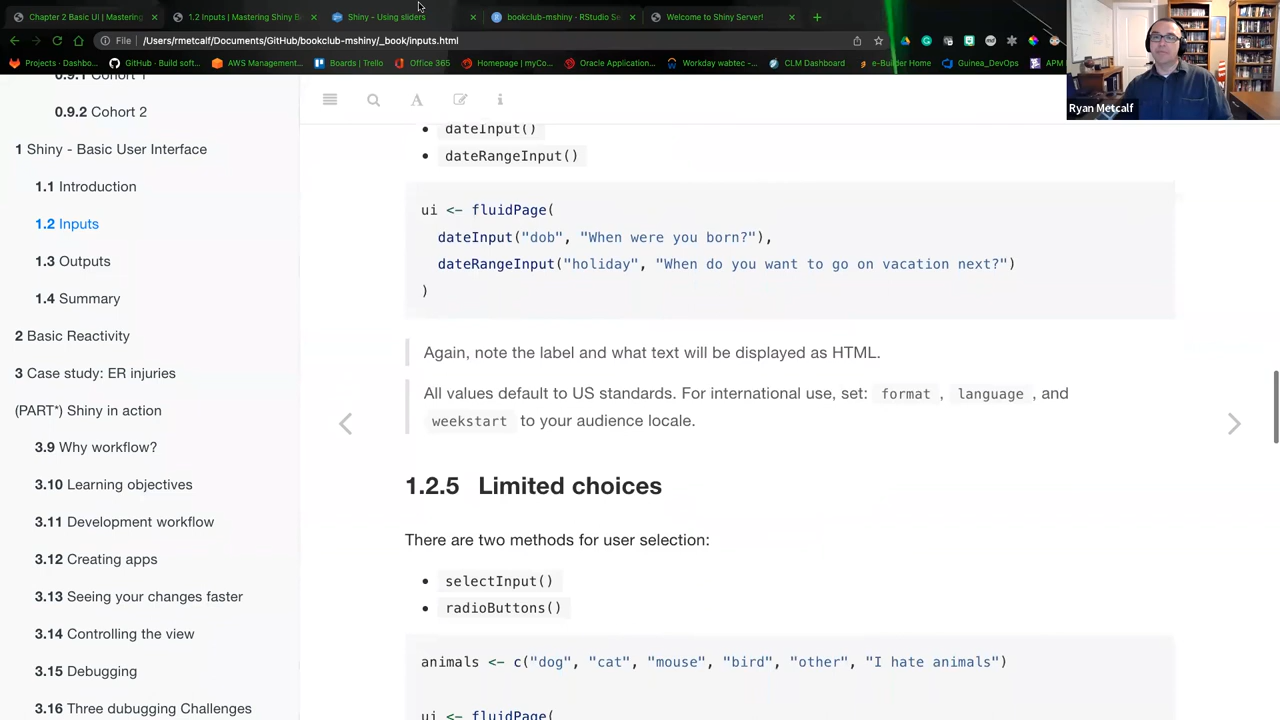 Chapter 2 Basic UI | Mastering
1.2 Inputs | Mastering Shiny B
Shiny - Using sliders
bookclub-mshiny - RStudio Se
Welcome to Shiny Server!
File | /Users/rmetcalf/Documents/GitHub/bookclub-mshiny/_book/inputs.html
Projects · Dashbo...
GitHub · Build soft...
AWS Management...
Boards | Trello
Office 365
Homepage | myCo...
Oracle Application...
Workday wabtec -...
CLM Dashboard
e-Builder Home
Guinea_DevOps
APM
Ryan Metcalf
0.9.1 Cohort 1
0.9.2 Cohort 2
1 Shiny - Basic User Interface
1.1 Introduction
1.2 Inputs
1.3 Outputs
1.4 Summary
2 Basic Reactivity
3 Case study: ER injuries
(PART*) Shiny in action
3.9 Why workflow?
3.10 Learning objectives
3.11 Development workflow
3.12 Creating apps
3.13 Seeing your changes faster
3.14 Controlling the view
3.15 Debugging
3.16 Three dubugging Challenges
dateInput()
dateRangeInput()
ui <- fluidPage(
dateInput("dob", "When were you born?"),
dateRangeInput("holiday", "When do you want to go on vacation next?")
)
Again, note the label and what text will be displayed as HTML.
All values default to US standards. For international use, set: format , language , and
weekstart to your audience locale.
1.2.5 Limited choices
There are two methods for user selection:
selectInput()
radioButtons()
animals <- c("dog", "cat", "mouse", "bird", "other", "I hate animals")
ui <- fluidPage(